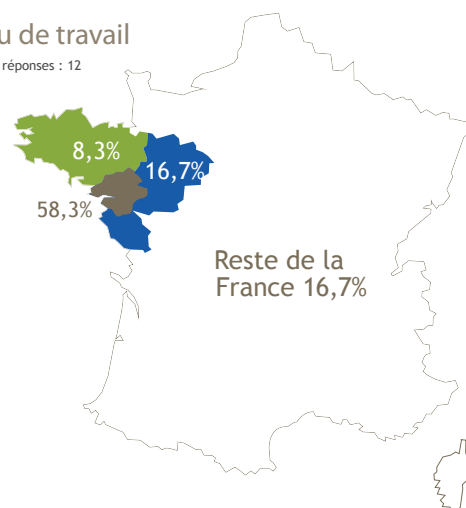 u de travail
réponses : 12
8,3%
16,7%
58,3%
Reste de la
France 16,7%